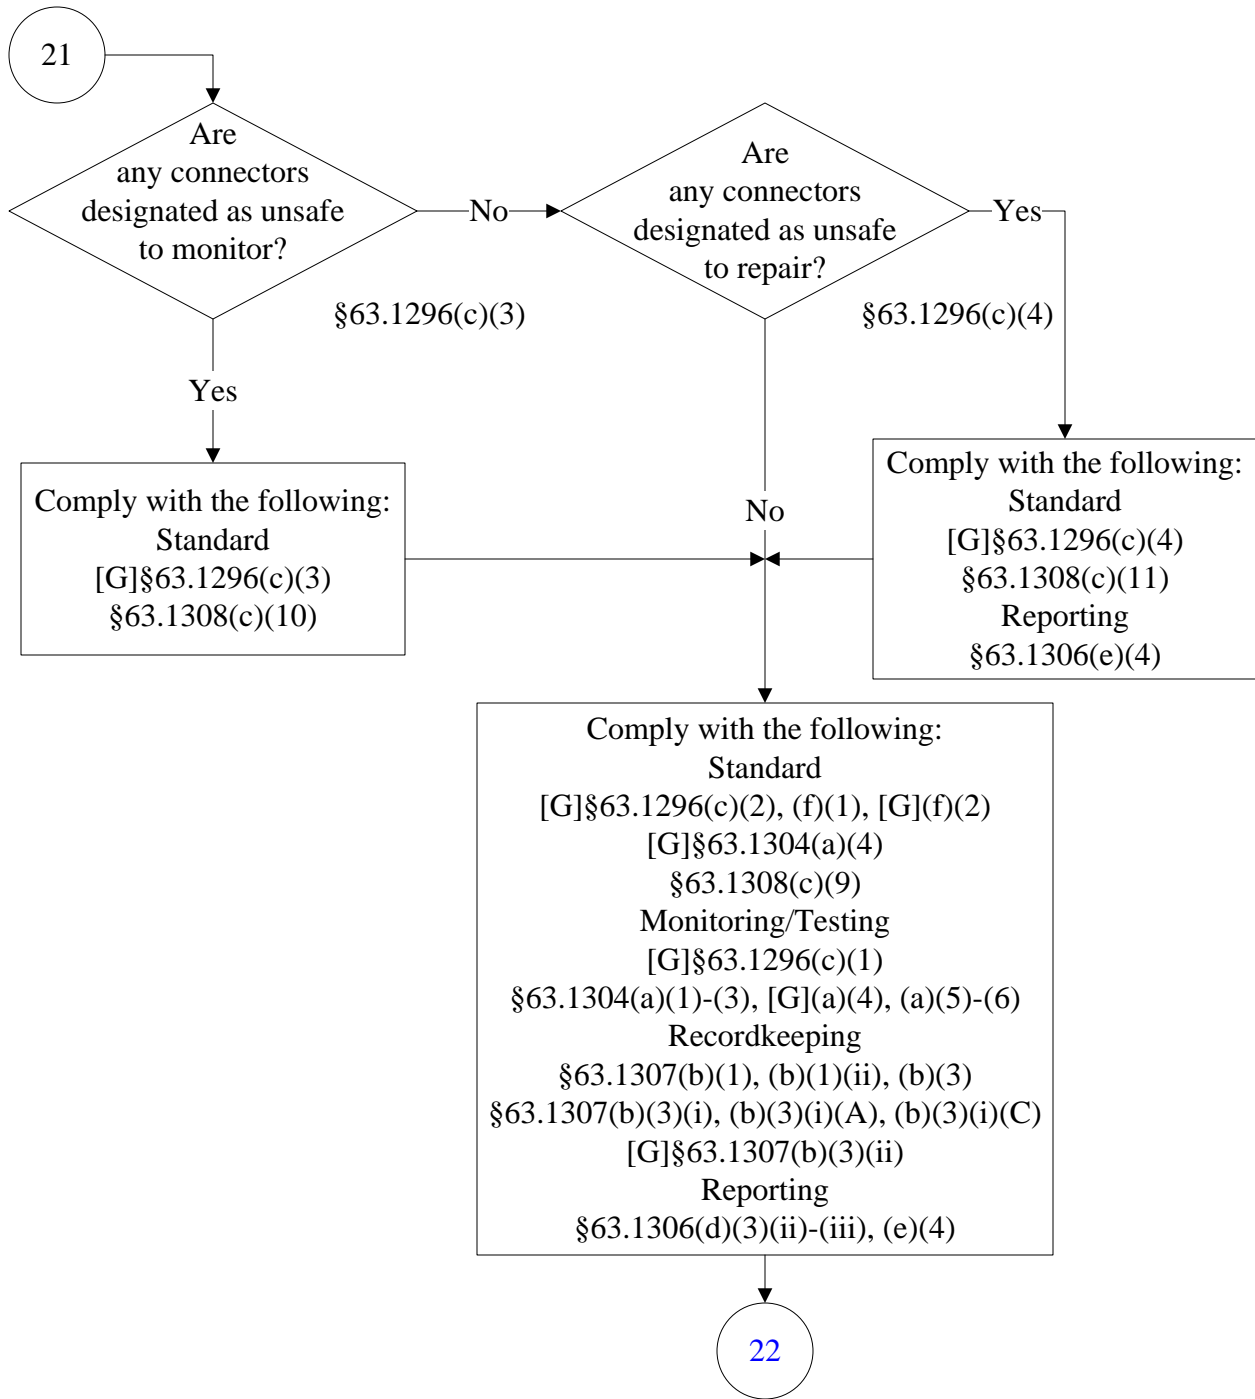 21
Are
any connectors
designated as unsafe
to monitor?
No
Are
any connectors
designated as unsafe
to repair?
Yes
§63.1296(c)(3)
§63.1296(c)(4)
Yes
Comply with the following:
Standard
[G]§63.1296(c)(3)
§63.1308(c)(10)
No
Comply with the following:
Standard
[G]§63.1296(c)(4)
§63.1308(c)(11)
Reporting
§63.1306(e)(4)
Comply with the following:
Standard
[G]§63.1296(c)(2), (f)(1), [G](f)(2)
[G]§63.1304(a)(4)
§63.1308(c)(9)
Monitoring/Testing
[G]§63.1296(c)(1)
§63.1304(a)(1)-(3), [G](a)(4), (a)(5)-(6)
Recordkeeping
§63.1307(b)(1), (b)(1)(ii), (b)(3)
§63.1307(b)(3)(i), (b)(3)(i)(A), (b)(3)(i)(C)
[G]§63.1307(b)(3)(ii)
Reporting
§63.1306(d)(3)(ii)-(iii), (e)(4)
22